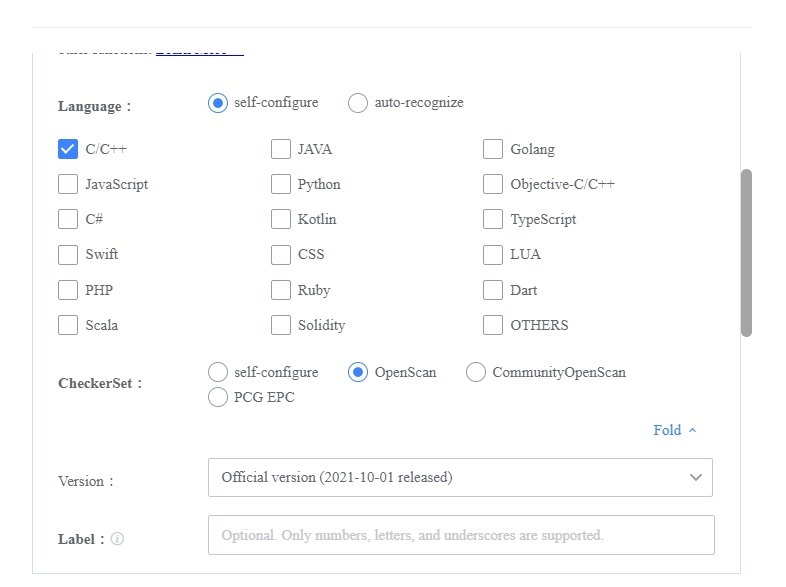 Language :
self-configure
auto-recognize
C/C++
JAVA
Golang
JavaScript
Python
Objective-C/C++
C#
Kotlin
TypeScript
Swift
CSS
LUA
PHP
Ruby
Dart
Scala
Solidity
OTHERS
CheckerSet :
self-configure
OpenScan
CommunityOpenScan
PCG EPC
Fold
Version :
Official version (2021-10-01 released)
Label :
Optional. Only numbers, letters, and underscores are supported.